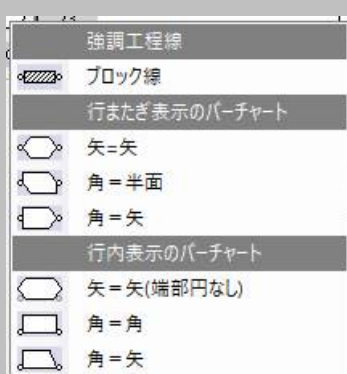 強調工程線
ブロック線
行またぎ表示のバーチャート
矢=矢
角＝半面
角＝矢
行内表示のバーチャート
矢＝矢(端部円なし)
角＝角
角＝矢